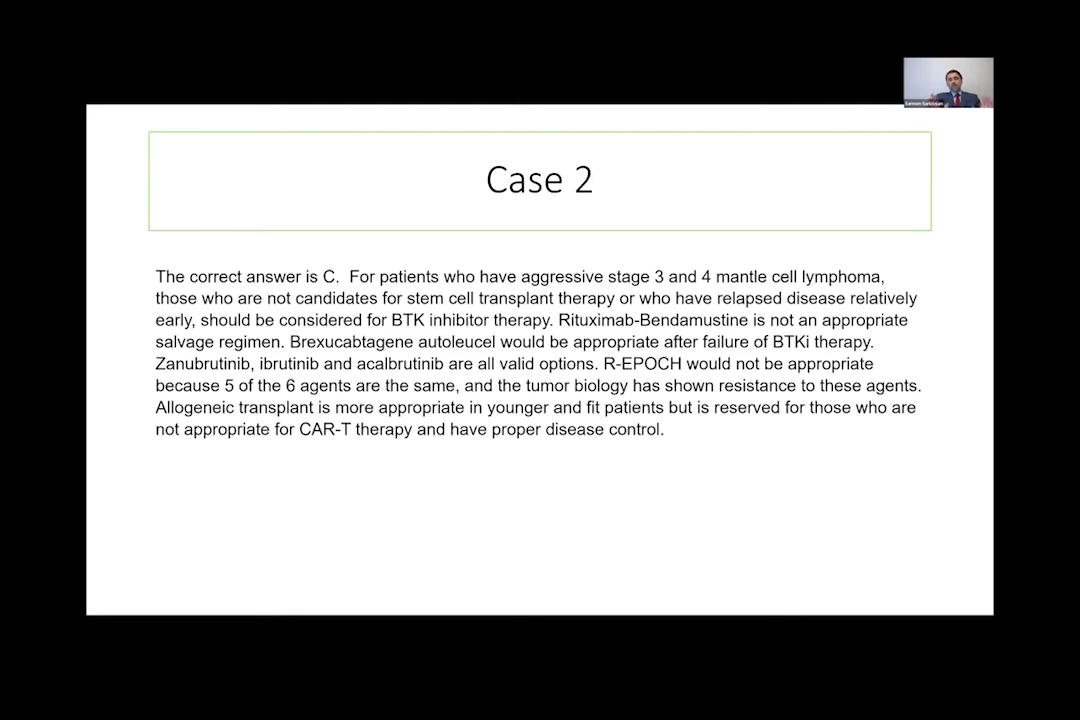 Case 2
The correct answer is C. For patients who have aggressive stage 3 and 4 mantle cell lymphoma,
those who are not candidates for stem cell transplant therapy or who have relapsed disease relatively
early, should be considered for BTK inhibitor therapy. Rituximab-Bendamustine is not an appropriate
salvage regimen. Brexucabtagene autoleucel would be appropriate after failure of BTKi therapy.
Zanubrutinib, ibrutinib and acalbrutinib are all valid options. R-EPOCH would not be appropriate
because 5 of the 6 agents are the same, and the tumor biology has shown resistance to these agents.
Allogeneic transplant is more appropriate in younger and fit patients but is reserved for those who are
not appropriate for CAR-T therapy and have proper disease control.